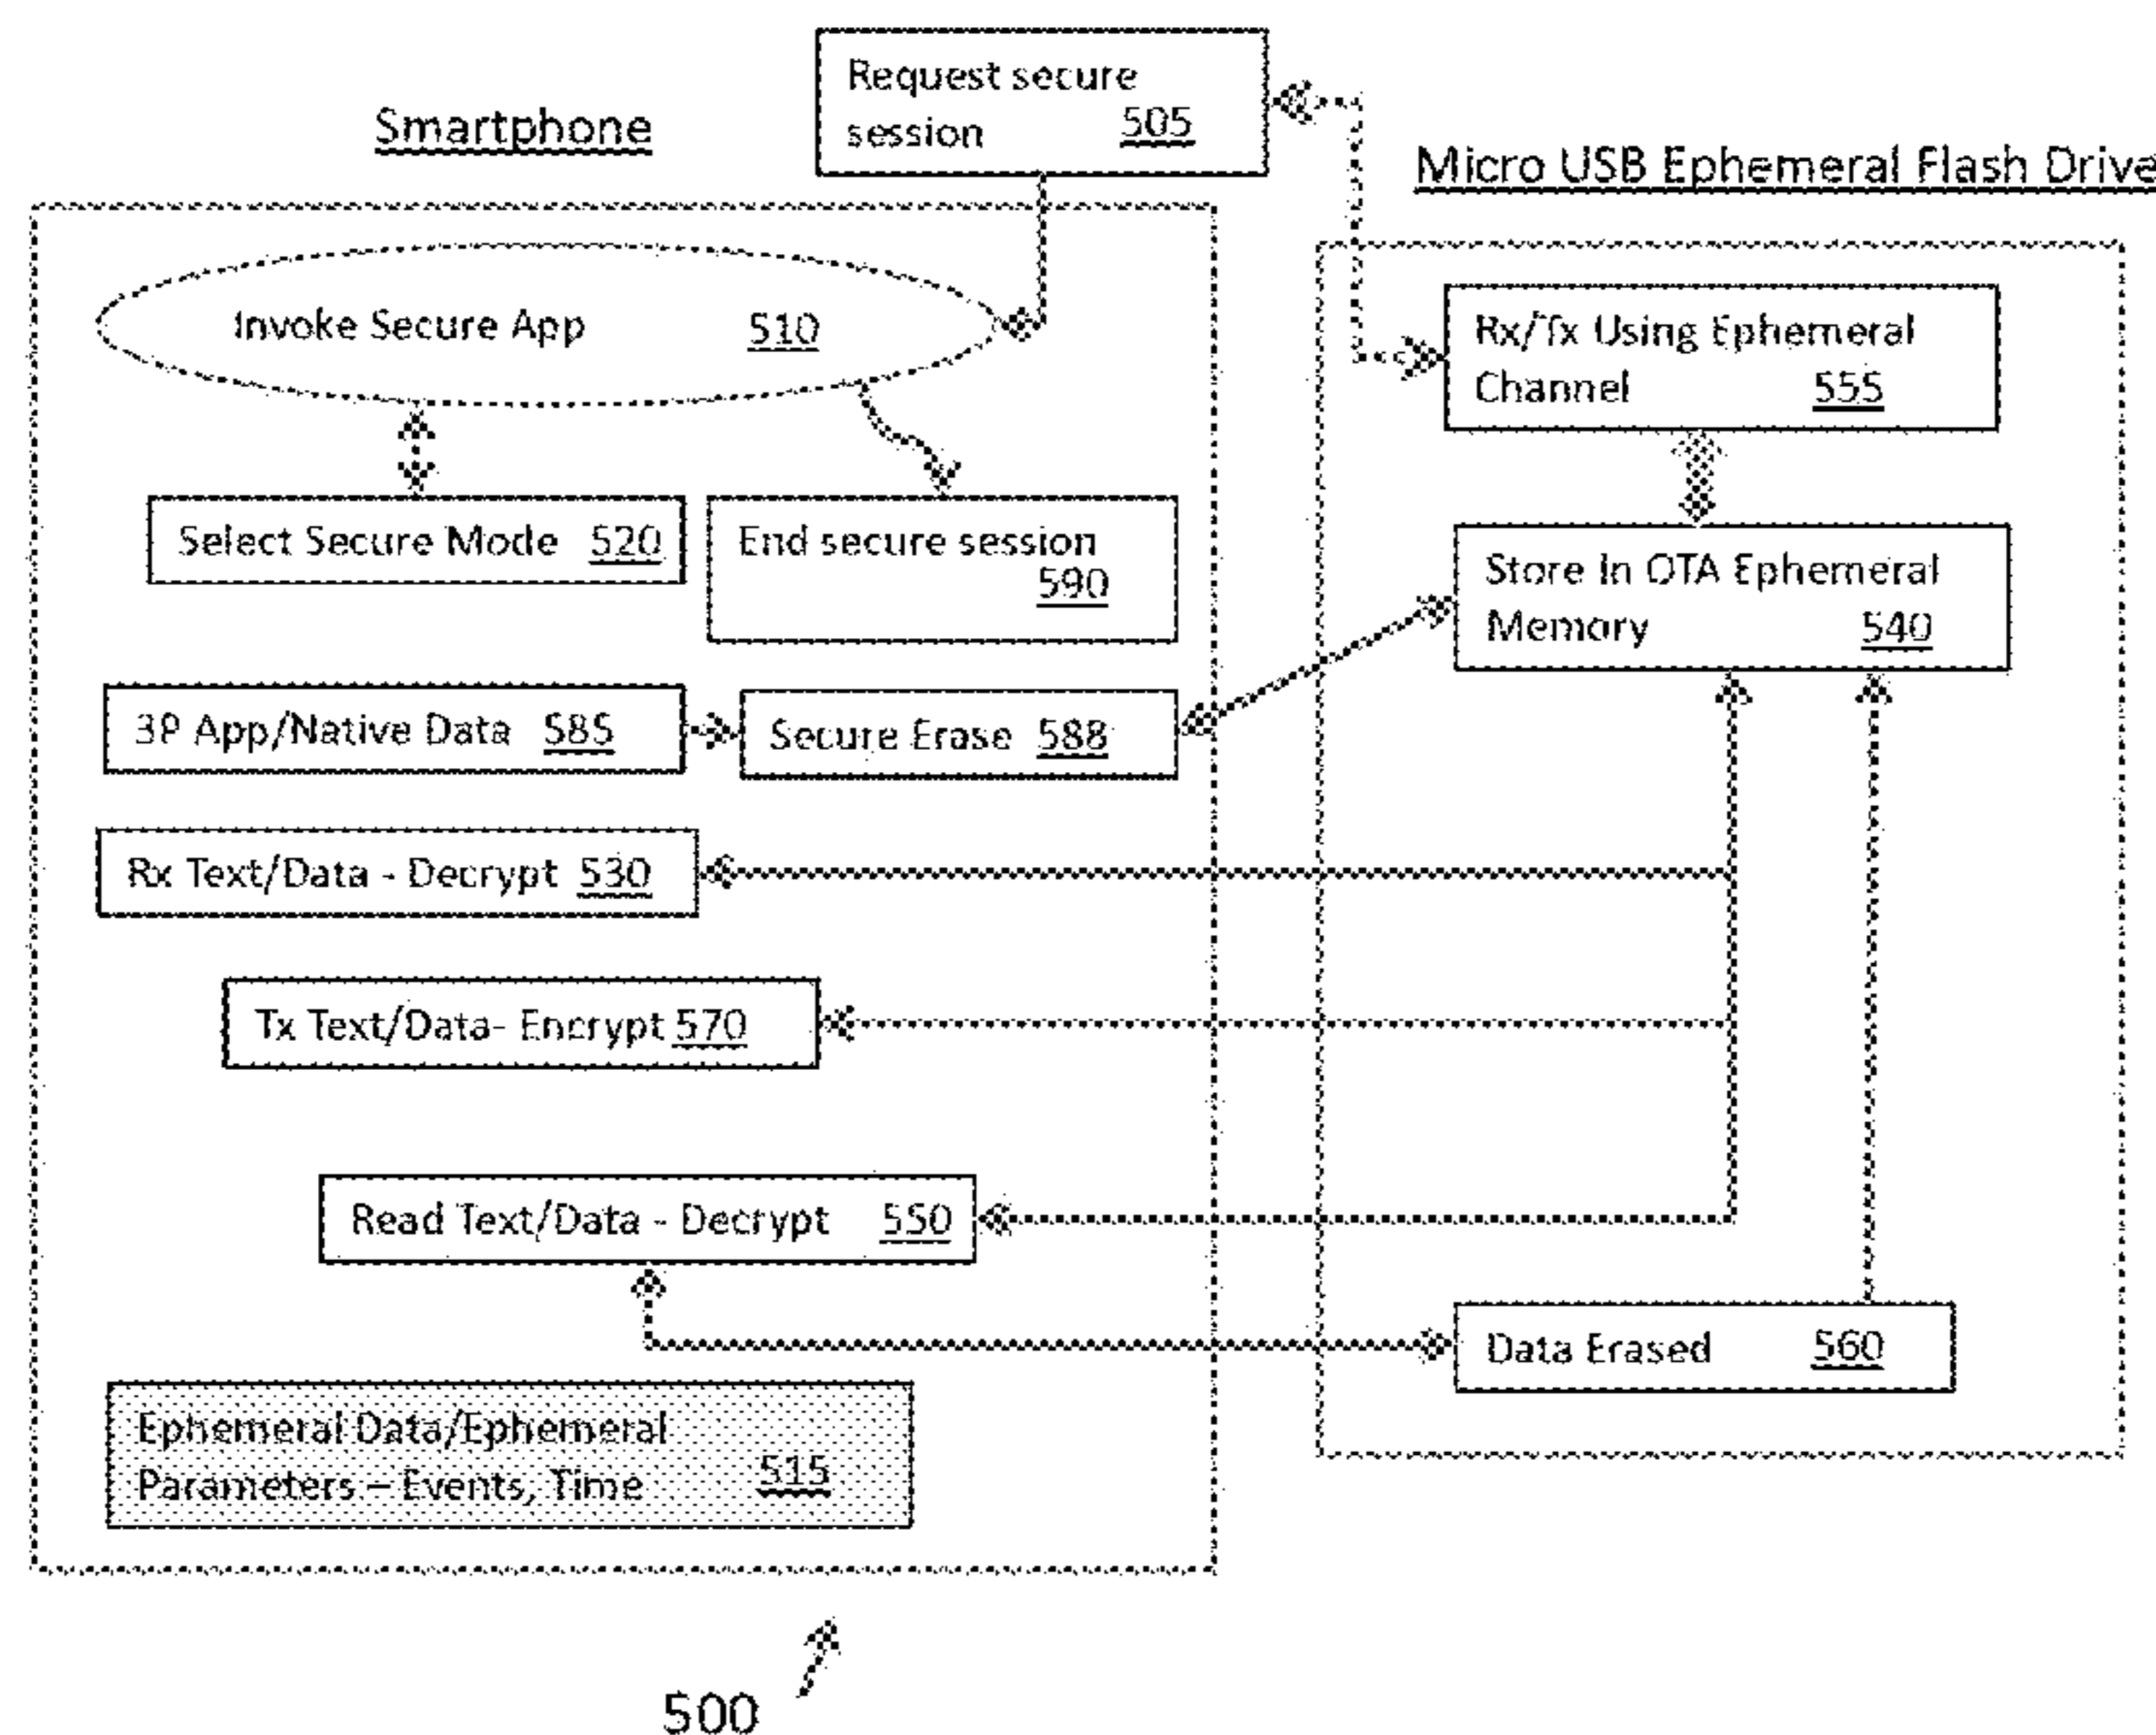 Request secure
session 505
Smartphone
Micro USB Ephemeral Flash Drive
Invoke Secure App 510
Rx/Tx Using Ephemeral
Channel 555
Select Secure Mode 520
End secure session
590
Store In OTA Ephemeral
Memory 540
3P App/Native Data 585
Secure Erase 588
Rx Text/Data - Decrypt 530
Tx Text/Data- Encrypt 570
Read Text/Data - Decrypt 550
Data Erased 560
Ephemeral Data/Ephemeral
Parameters – Events, Time 515
500